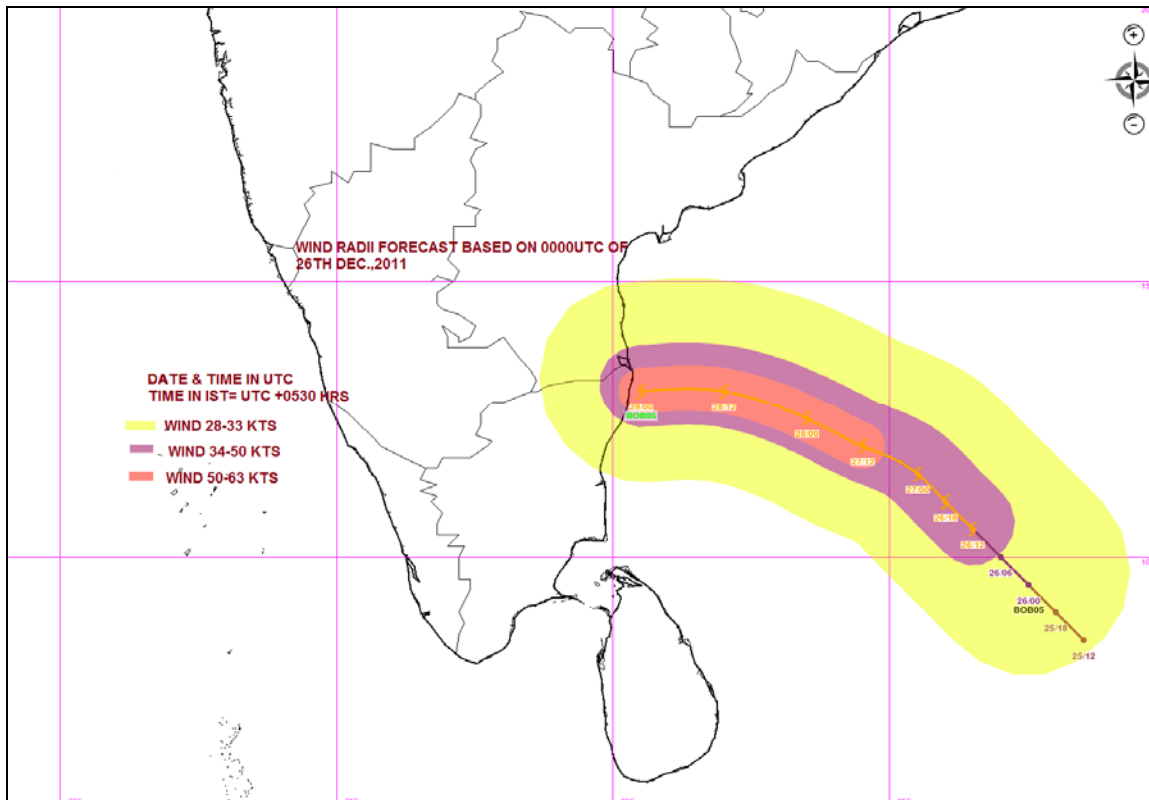 WIND RADII FORECAST BASED ON 0000UTC OF
26TH DEC.,2011
DATE & TIME IN UTC
TIME IN IST= UTC +0530 HRS
WIND 28-33 KTS
WIND 34-50 KTS
WIND 50-63 KTS
29/00
BOB05
28/12
28/00
27/12
27/00
26/18
26/12
26/06
26/00
BOB05
25/18
25/12